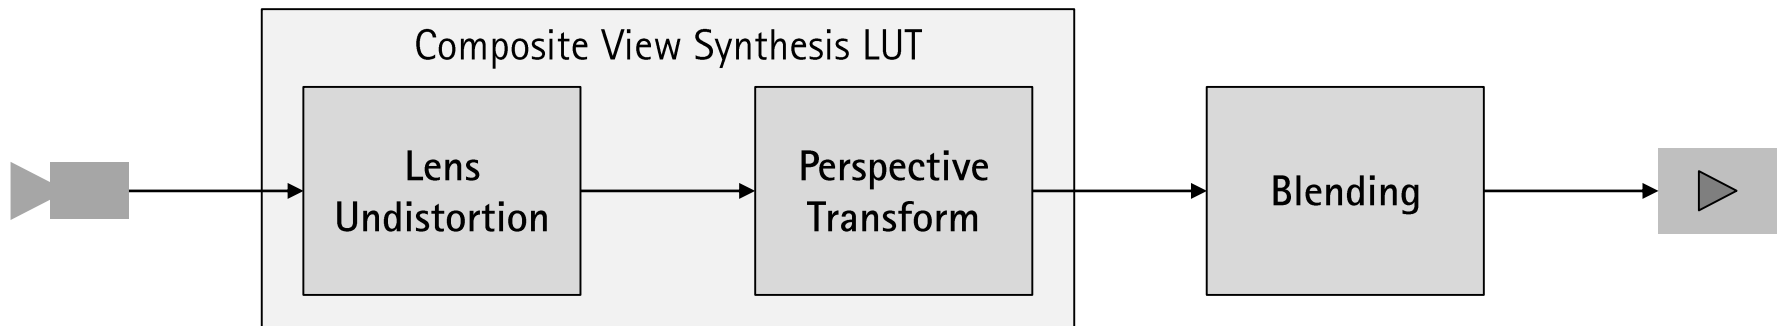 Composite View Synthesis LUT
Lens
Undistortion
Perspective
Transform
Blending